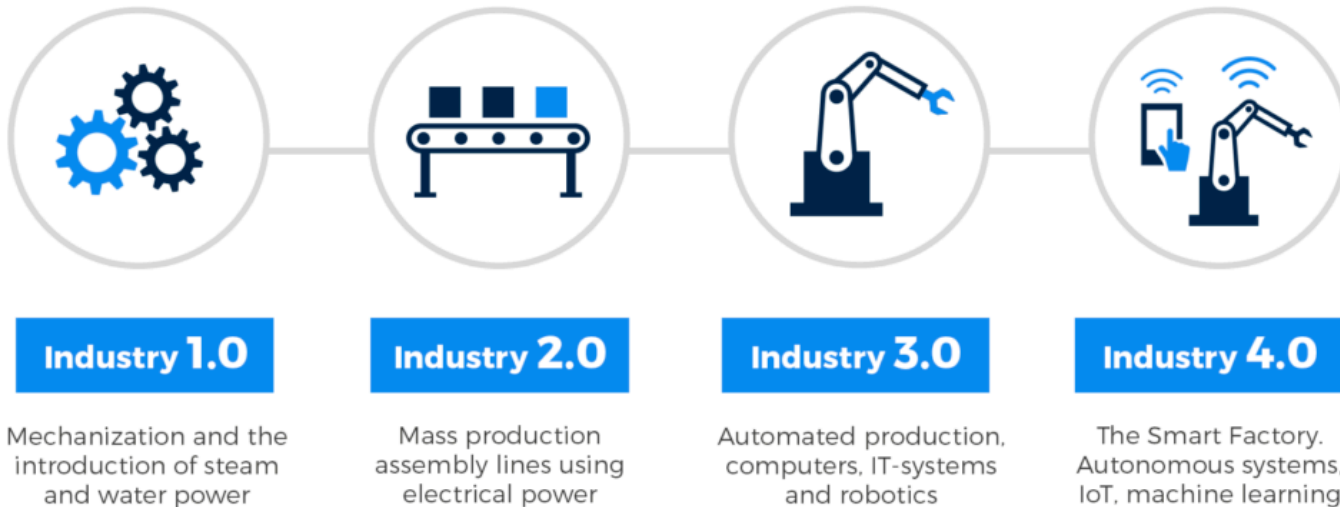 Industry 1.0
Mechanization and the
introduction of steam
and water power
Industry 2.0
Mass production
assembly lines using
electrical power
Industry 3.0
Automated production,
computers, IT-systems
and robotics
Industry 4.0
The Smart Factory.
Autonomous systems,
IoT, machine learning